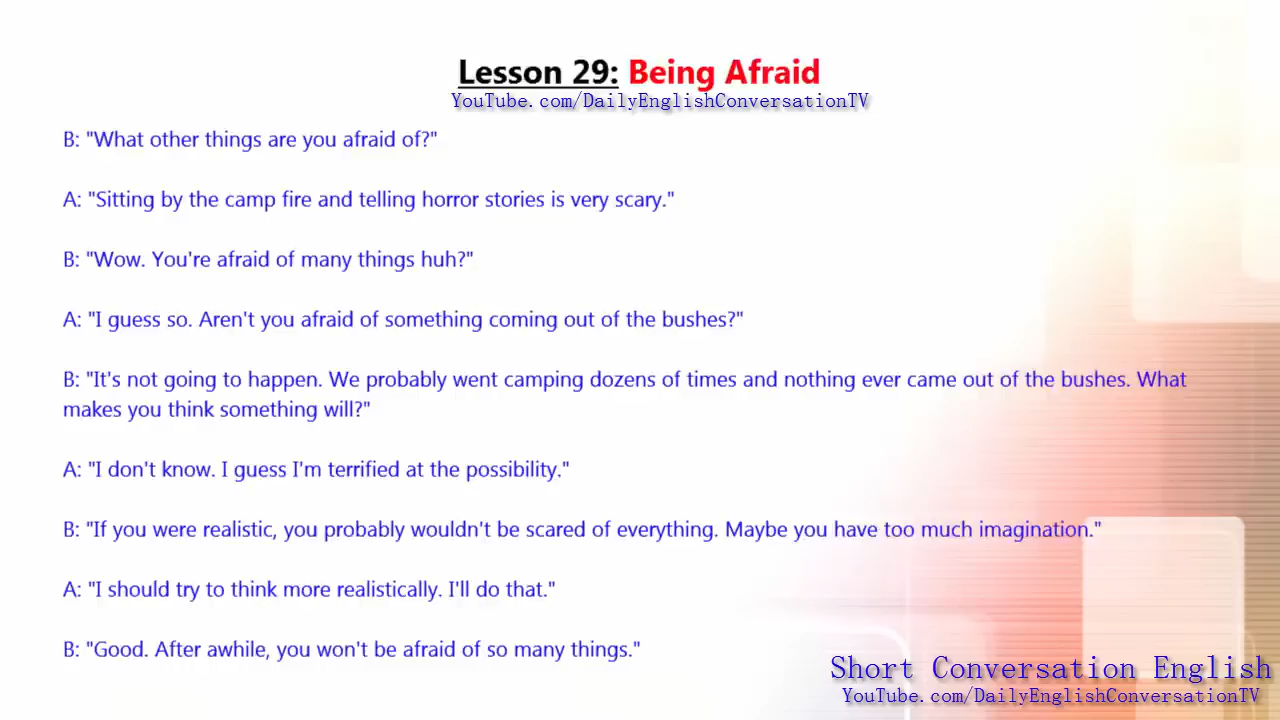 Lesson 29: Being Afraid
YouTube.com/DailyEnglishConversationTV
B: "What other things are you afraid of?"
A: "Sitting by the camp fire and telling horror stories is very scary."
B: "Wow. You're afraid of many things huh?"
A: "I guess so. Aren't you afraid of something coming out of the bushes?"
B: "It's not going to happen. We probably went camping dozens of times and nothing ever came out of the bushes. What
makes you think something will?"
A: "I don't know. I guess I'm terrified at the possibility."
B: "If you were realistic, you probably wouldn't be scared of everything. Maybe you have too much imagination."
A: "I should try to think more realistically. I'll do that."
B: "Good. After awhile, you won't be afraid of so many things."
Short Conversation English
YouTube.com/DailyEnglishConversationTV